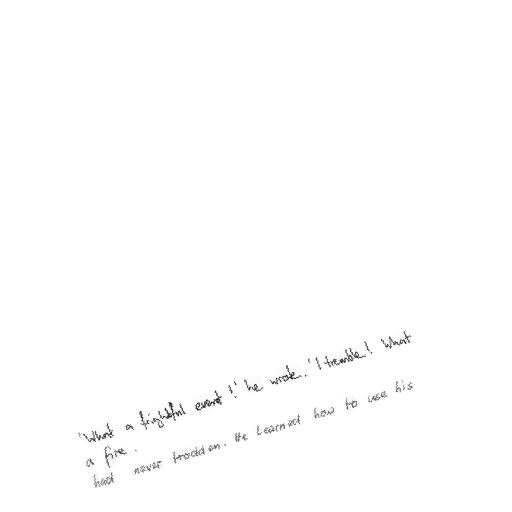 'What a frightful event!' he wrote. 'I tremble! What
a fire.
had never trodden. He learned how to use his